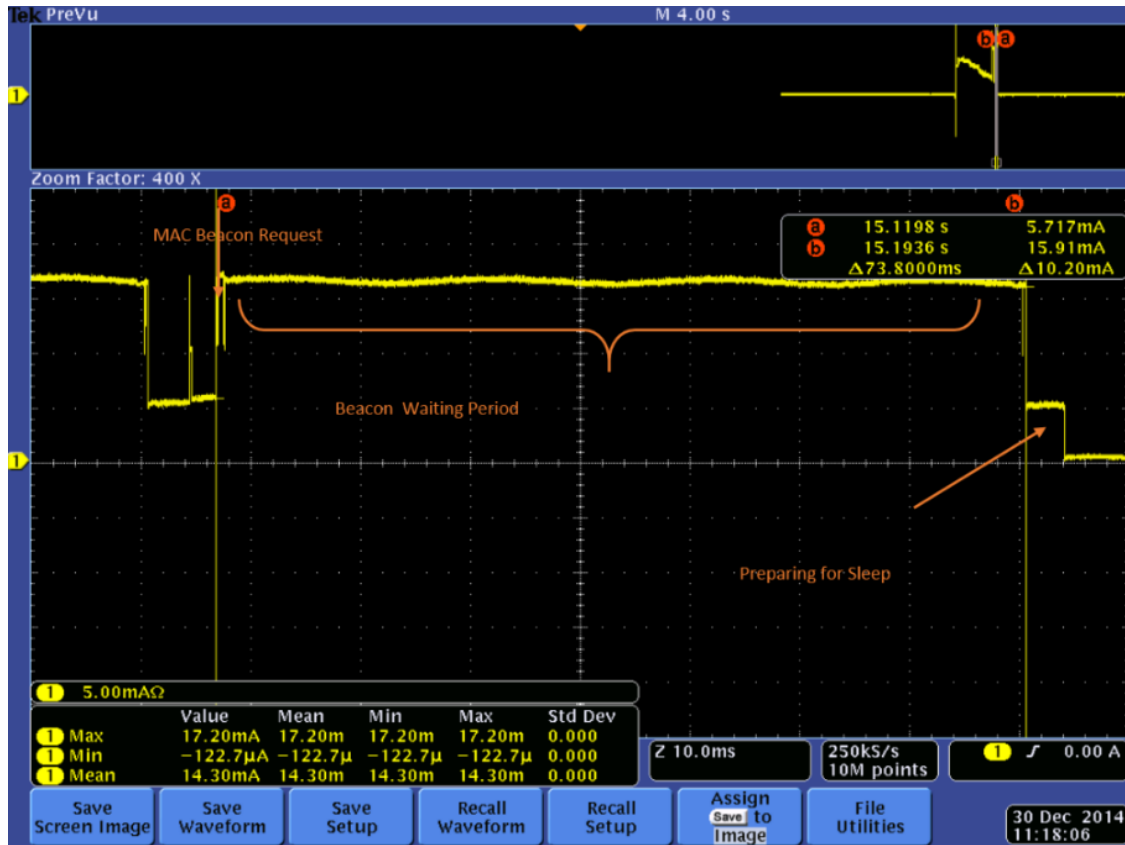 Tek PreVu M 4.00 s
b a
1
Zoom Factor: 400 X
a b
MAC Beacon Request
a 15.1198 s 5.717mA
b 15.1936 s 15.91mA
Δ73.8000ms Δ10.20mA
Beacon Waiting Period
1
Preparing for Sleep
1 5.00mAΩ
Value Mean Min Max Std Dev
1 Max 17.20mA 17.20m 17.20m 17.20m 0.000
1 Min −122.7µA −122.7µ −122.7µ −122.7µ 0.000
1 Mean 14.30mA 14.30m 14.30m 14.30m 0.000
Z 10.0ms
250kS/s
10M points
1 0.00 A
Save
Screen Image
Save
Waveform
Save
Setup
Recall
Waveform
Recall
Setup
Assign
Save to
Image
File
Utilities
30 Dec 2014
11:18:06